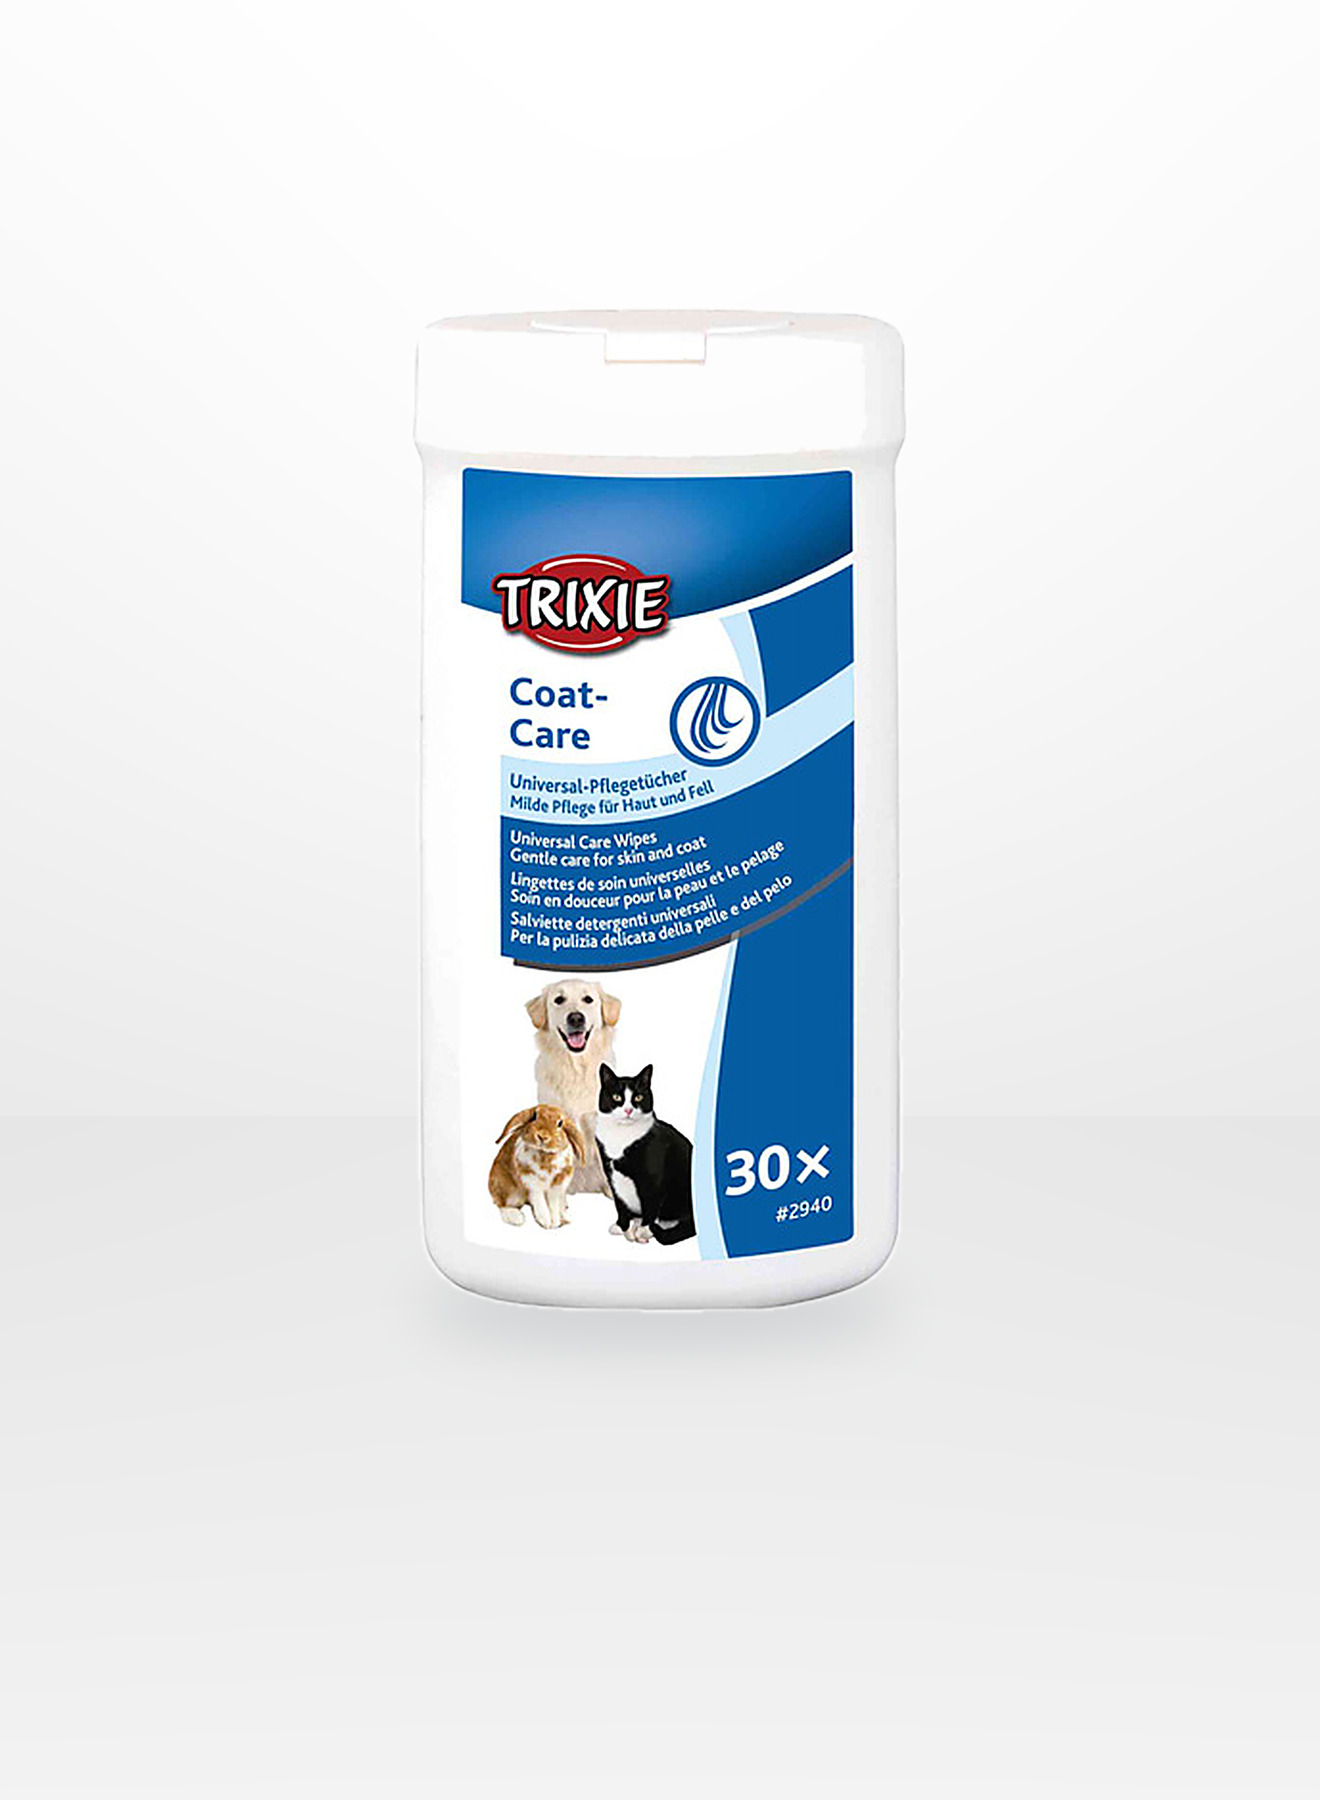 TRIXIE
Coat-
Care
Universal-Pflegetücher
Milde Pflege für Haut und Fell
Universal Care Wipes
Gentle care for skin and coat
Lingettes de soin universelles
Soin en douceur pour la peau et le pelage
Salviette detergenti universali
Per la pulizia delicata della pelle e del pelo
30×
#2940